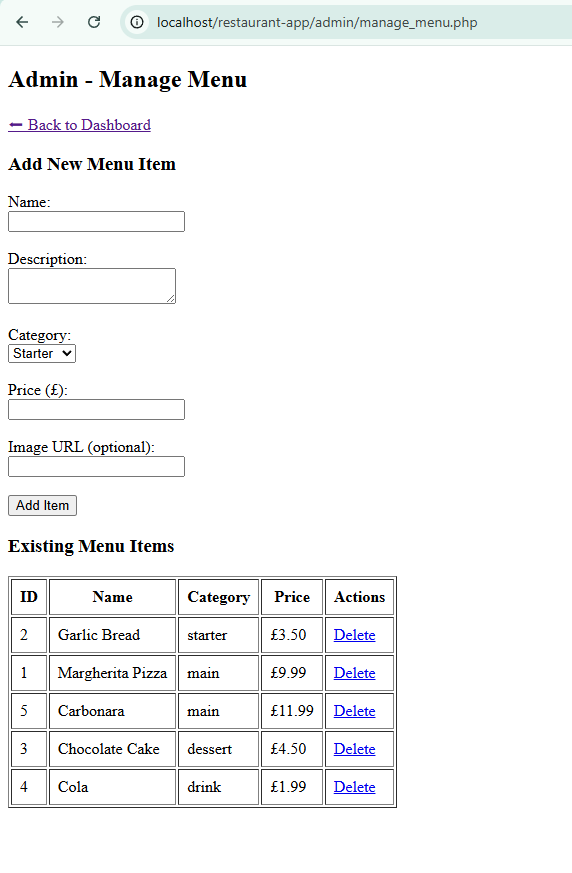 localhost/restaurant-app/admin/manage_menu.php
Admin - Manage Menu
⬅ Back to Dashboard
Add New Menu Item
Name:
Description:
Category:
Starter
Price (£):
Image URL (optional):
Add Item
Existing Menu Items
ID Name Category Price Actions
2 Garlic Bread starter £3.50 Delete
1 Margherita Pizza main £9.99 Delete
5 Carbonara main £11.99 Delete
3 Chocolate Cake dessert £4.50 Delete
4 Cola drink £1.99 Delete